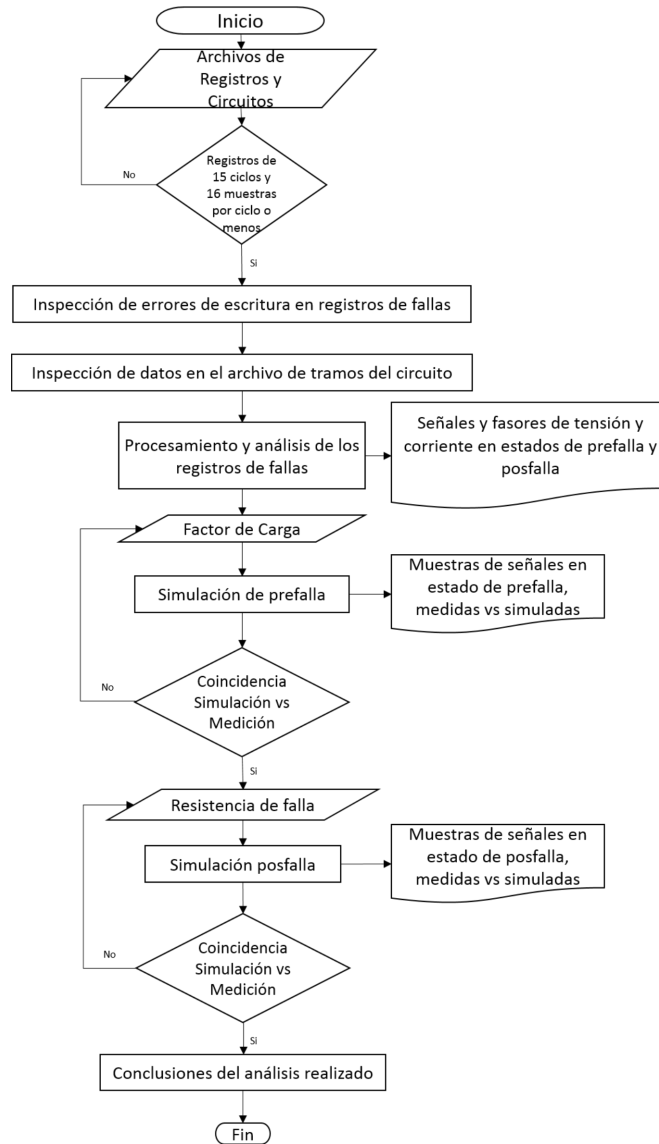 Inicio
Archivos de
Registros y
Circuitos
Registros de
15 ciclos y
16 muestras
por ciclo o
menos
No
Si
Inspección de errores de escritura en registros de fallas
Inspección de datos en el archivo de tramos del circuito
Procesamiento y análisis de los
registros de fallas
Señales y fasores de tensión y
corriente en estados de prefalla y
posfalla
Factor de Carga
Simulación de prefalla
Muestras de señales en
estado de prefalla,
medidas vs simuladas
Coincidencia
Simulación vs
Medición
No
Si
Resistencia de falla
Simulación posfalla
Muestras de señales en
estado de posfalla,
medidas vs simuladas
Coincidencia
Simulación vs
Medición
No
Si
Conclusiones del análisis realizado
Fin